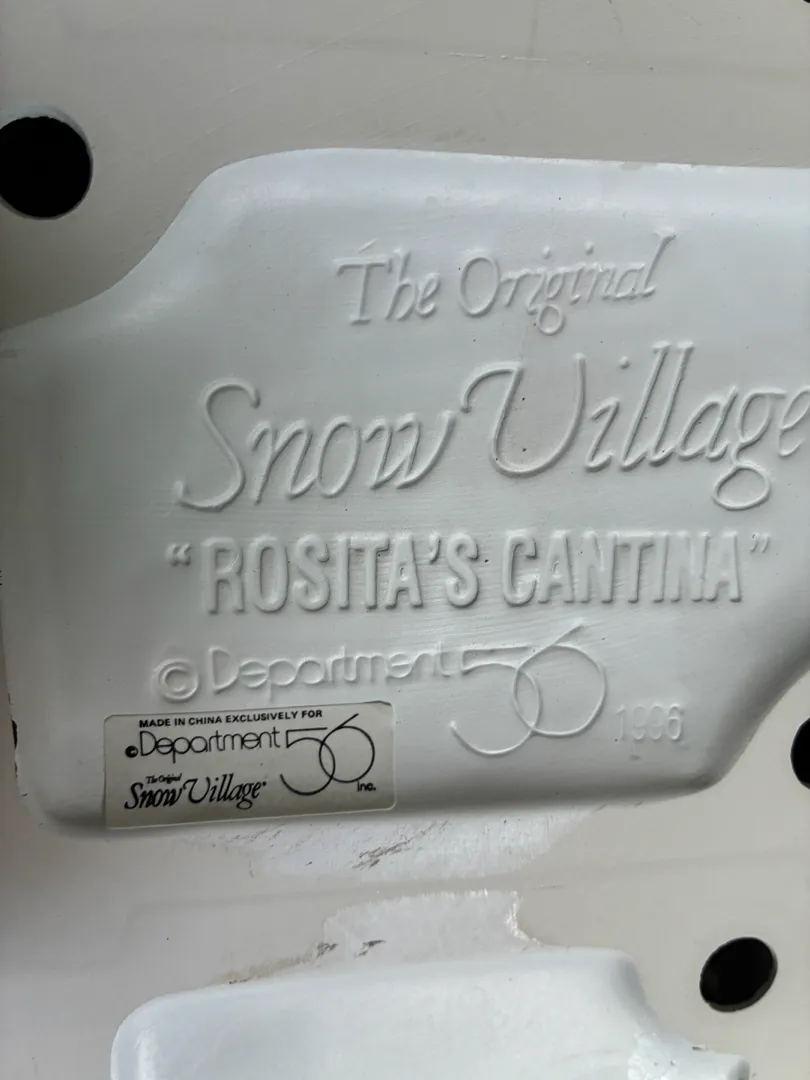 The Original
Snow Village
"ROSITA'S CANTINA"
© Department 56 1996
MADE IN CHINA EXCLUSIVELY FOR
© Department 56 Inc.
The Original
Snow Village®